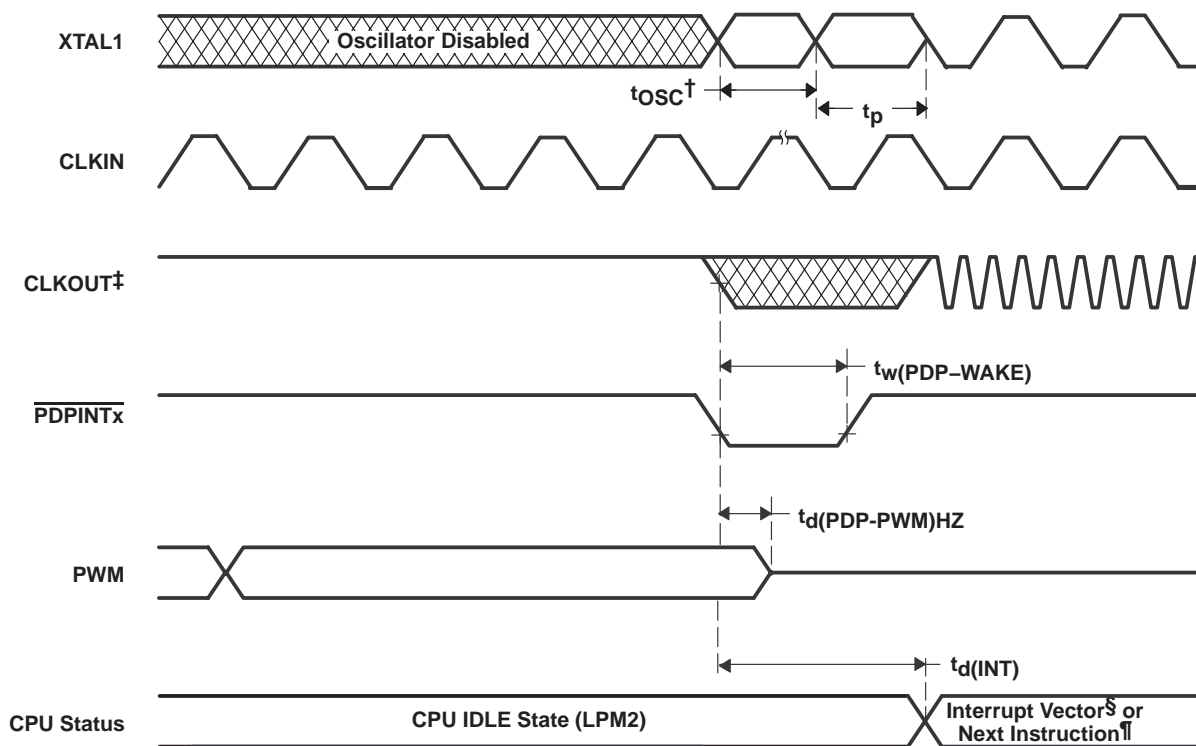 XTAL1
Oscillator Disabled
tOSC†
tp
CLKIN
CLKOUT‡
tw(PDP–WAKE)
PDPINTx
td(PDP-PWM)HZ
PWM
td(INT)
CPU Status
CPU IDLE State (LPM2)
Interrupt Vector§ or
Next Instruction¶